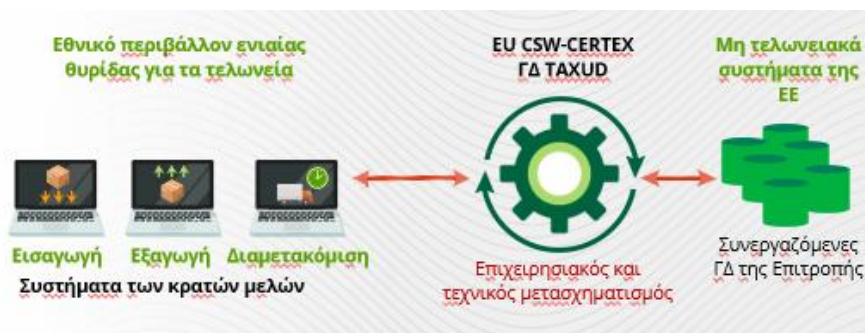 Εθνικό περιβάλλον ενιαίας
θυρίδας για τα τελωνεία
EU CSW-CERTEX
ΓΔ TAXUD
Μη τελωνειακά
συστήματα της
ΕΕ
Εισαγωγή
Εξαγωγή
Διαμετακόμιση
Συστήματα των κρατών μελών
Επιχειρησιακός και
τεχνικός μετασχηματισμός
Συνεργαζόμενες
ΓΔ της Επιτροπής